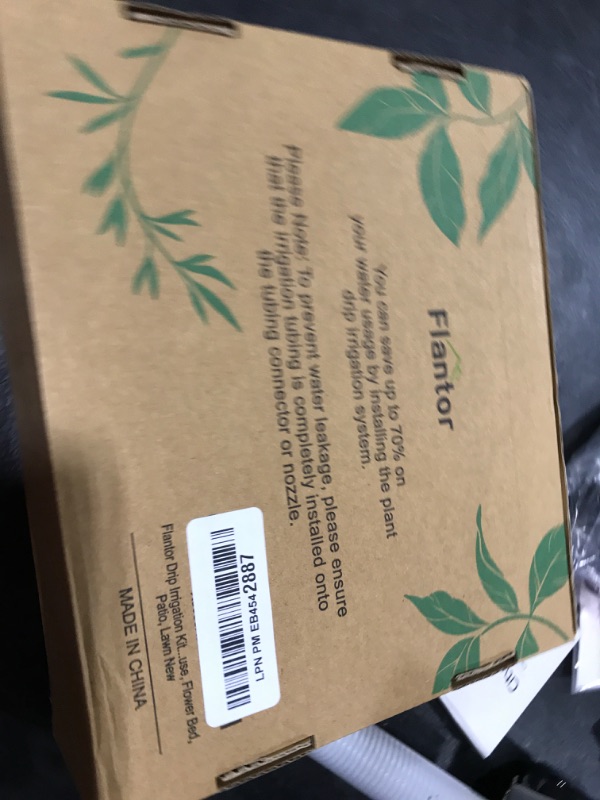 Flantor
You can save up to 70% on
your water usage by installing the plant
drip irrigation system.
Please Note: To prevent water leakage, please ensure
that the irrigation tubing is completely installed onto
the tubing connector or nozzle.
LPN PM EB4542887
Flantor Drip Irrigation Kit...use, Flower Bed,
Patio, Lawn New
MADE IN CHINA